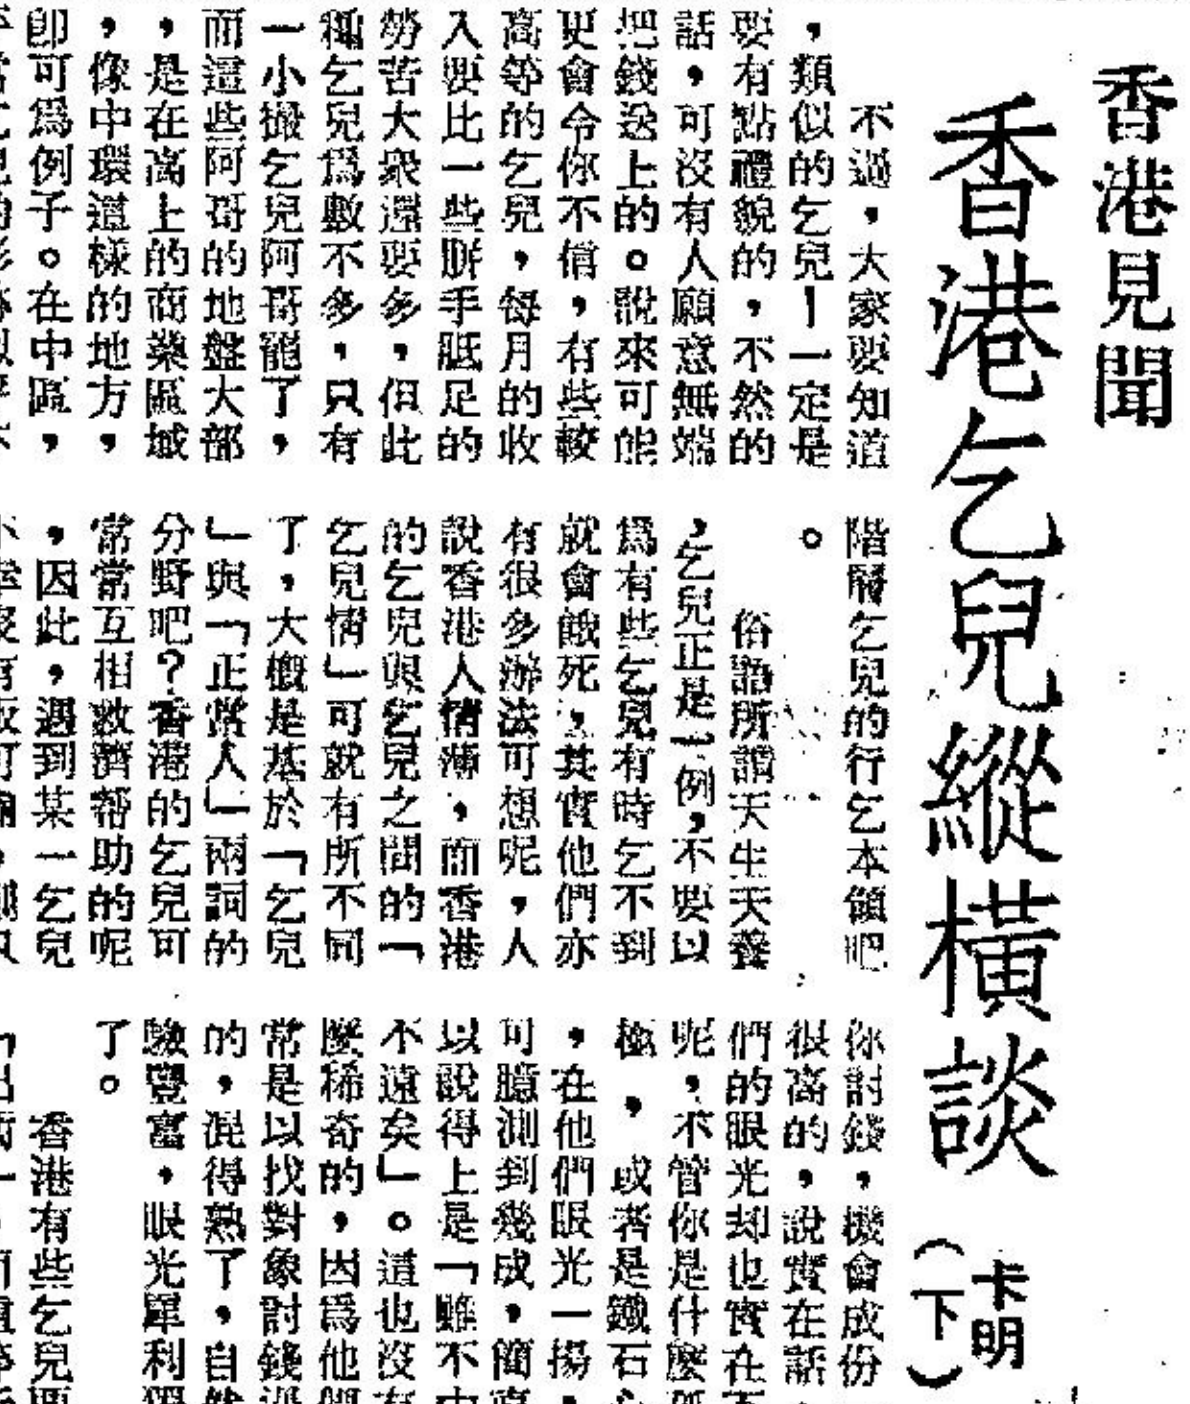 香港見聞
香港乞兒縱橫談
(下)
卡明
不過，大家要知道
，類似的乞兒—一定是
要有點禮貌的，不然的
話，可沒有人願意無端
把錢送上的。說來可能
更會令你不信，有些較
高等的乞兒，每月的收
入要比一些胼手胝足的
勞苦大衆還要多，但此
種乞兒爲數不多，只有
一小撮乞兒阿哥罷了，
而這些阿哥的地盤大部
，是在高上的商業區域
，像中環這樣的地方，
卽可爲例子。在中區，
階層乞兒的行乞本領吧
。
俗語所謂天生天養
，乞兒正是一例，不要以
爲有些乞兒有時乞不到
就會餓死，其實他們亦
有很多辦法可想呢，人
說香港人情薄，而香港
的乞兒與乞兒之間的「
乞兒情」可就有所不同
了，大概是基於「乞兒
」與「正常人」兩詞的
分野吧？香港的乞兒可
常常互相救濟幫助的呢
，因此，遇到某一乞兒
你討錢，機會成份
很高的，說實在話
們的眼光却也實在
呢，不管你是什麼
極，或者是鐵石
，在他們眼光一揚，
可臆測到幾成，簡
以說得上是「雖不中
不遠矣」。這也沒有
麼稀奇的，因爲他們
常是以找對象討錢
的，混得熟了，自然
驗豐富，眼光犀利
了。
香港有些乞兒